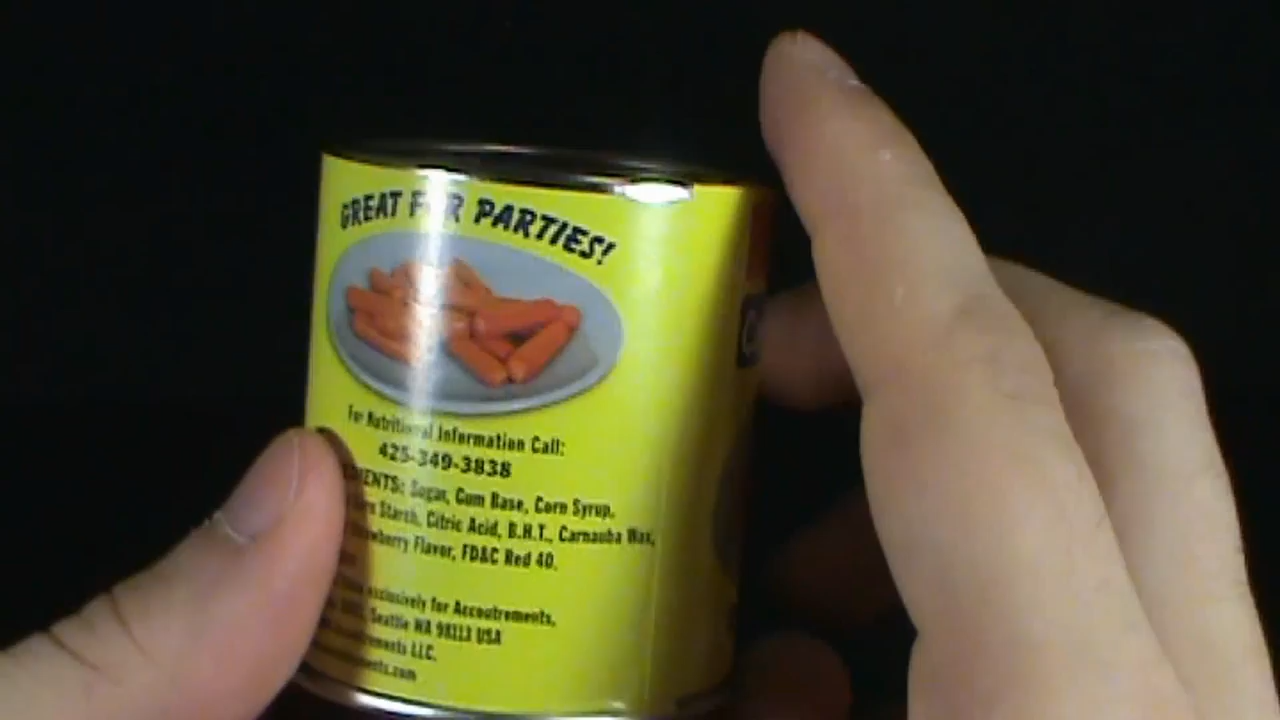 GREAT FOR PARTIES!
For Nutritional Information Call:
425-349-3838
Sugar, Gum Base, Corn Syrup,
Starch, Citric Acid, B.H.T., Carnauba Wax,
Flavor, FD&C Red 40.
exclusively for Accoutrements,
Seattle WA 98113 USA
LLC.